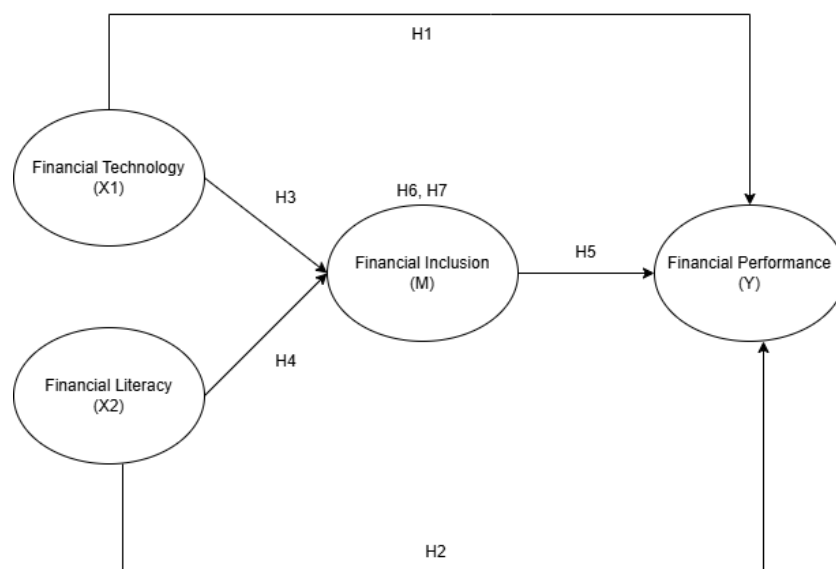 H1
Financial Technology
(X1)
H3
H6, H7
Financial Inclusion
(M)
H5
Financial Performance
(Y)
H4
Financial Literacy
(X2)
H2